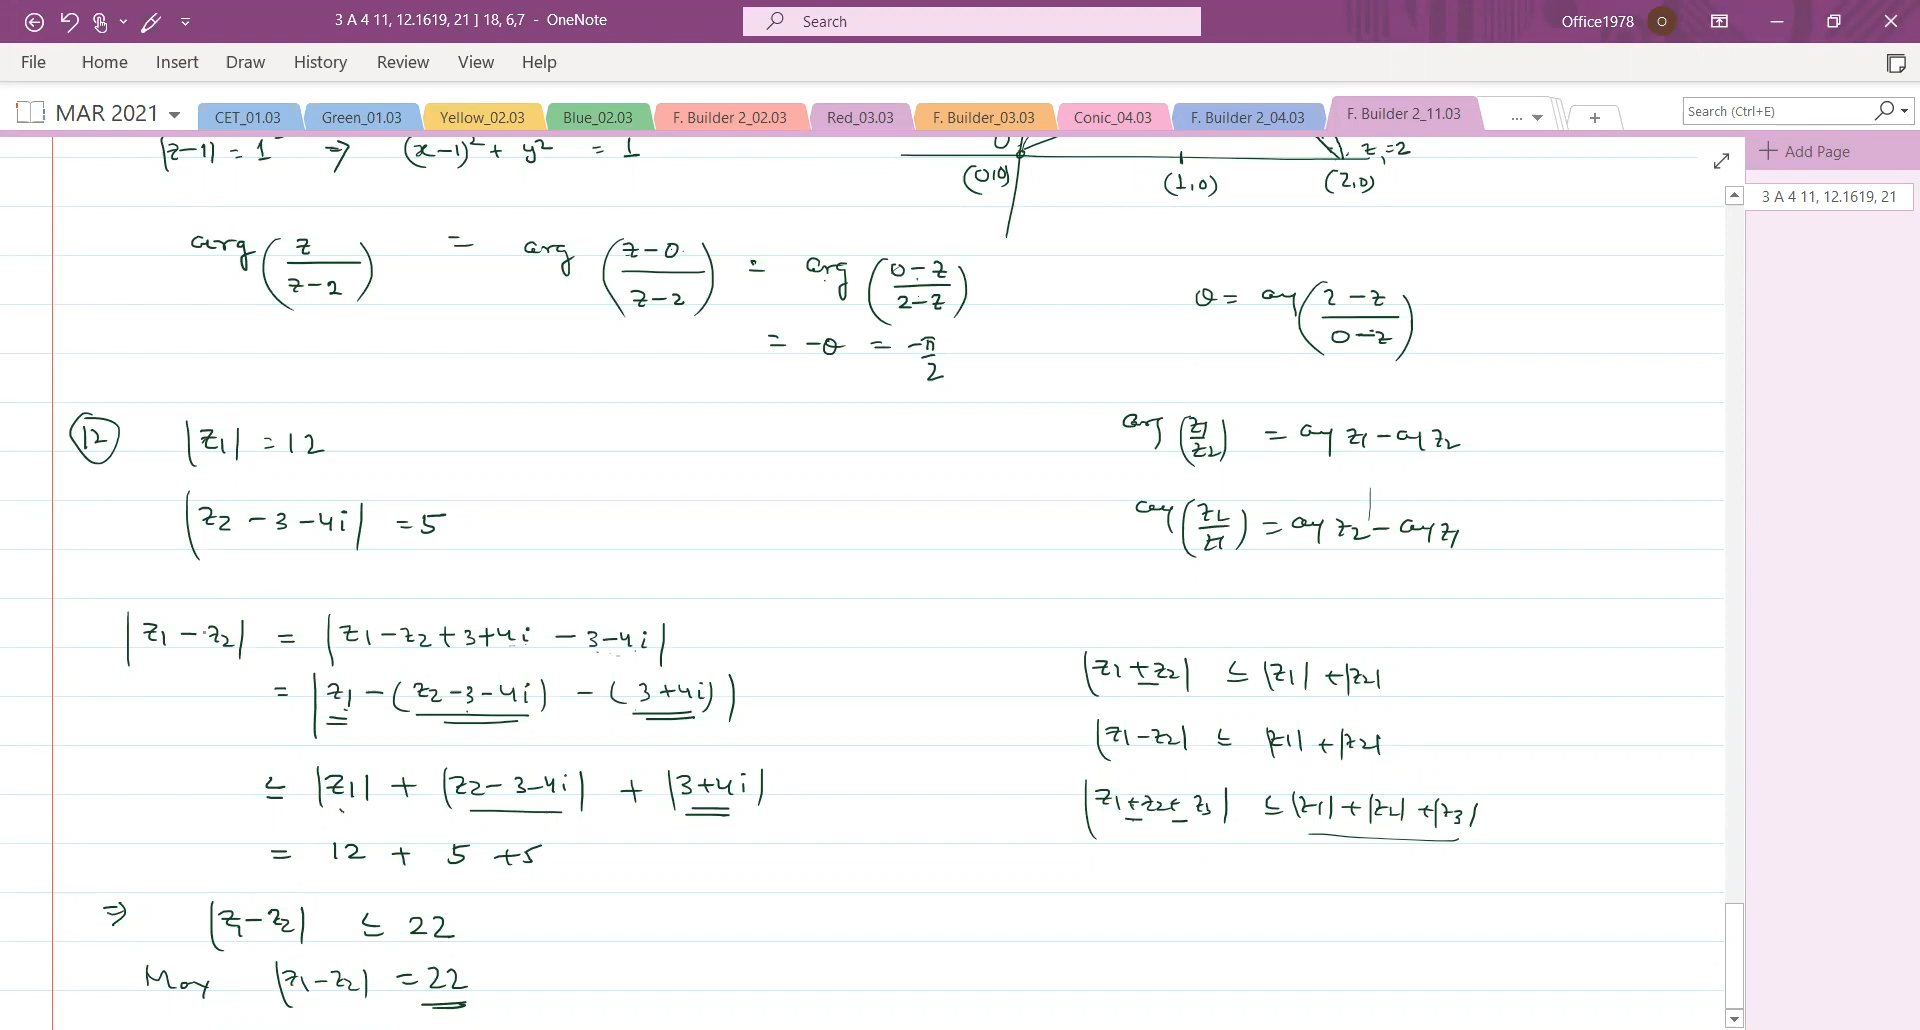 3 A 4 11, 12.1619, 21 ] 18, 6,7 - OneNote
Search
Office1978 O
File Home Insert Draw History Review View Help
MAR 2021 CET_01.03 Green_01.03 Yellow_02.03 Blue_02.03 F. Builder 2_02.03 Red_03.03 F. Builder_03.03 Conic_04.03 F. Builder 2_04.03 F. Builder 2_11.03 ... +
Search (Ctrl+E)
Add Page
3 A 4 11, 12.1619, 21
|z-1| = 1 ⇒ (x-1)² + y² = 1
z₁=2
(0,0) (1,0) (2,0)
arg (z/(z-2)) = arg ((z-0)/(z-2)) = arg ((0-z)/(2-z))
θ = arg ((2-z)/(0-z))
= -θ = -π/2
12 |z₁| = 12
arg (z₁/z₂) = arg z₁ - arg z₂
|z₂ - 3 - 4i| = 5
arg (z₂/z₁) = arg z₂ - arg z₁
|z₁ - z₂| = |z₁ - z₂ + 3 + 4i - 3 - 4i|
= |z₁ - (z₂ - 3 - 4i) - (3 + 4i)|
|z₁ + z₂| ≤ |z₁| + |z₂|
|z₁ - z₂| ≤ |z₁| + |z₂|
≤ |z₁| + |z₂ - 3 - 4i| + |3 + 4i|
|z₁ + z₂ + z₃| ≤ |z₁| + |z₂| + |z₃|
= 12 + 5 + 5
⇒ |z₁ - z₂| ≤ 22
Max |z₁ - z₂| = 22